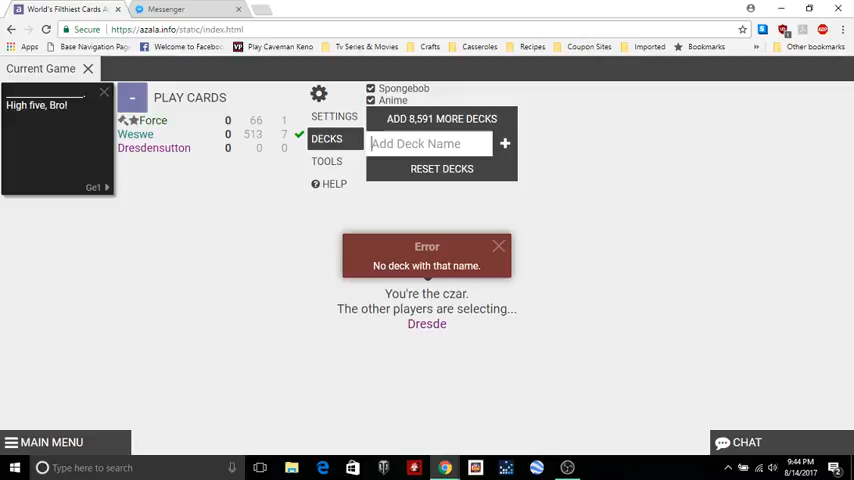 World's Filthiest Cards A
Messenger
Secure
https://azala.info/static/index.html
Apps
Base Navigation Page
Welcome to Facebo
Play Caveman Keno
Tv Series & Movies
Crafts
Casseroles
Recipes
Coupon Sites
Imported
Bookmarks
Other bookmarks
Current Game
____________.
High five, Bro!
Ge1
- PLAY CARDS
Force 0 66 1
Weswe 0 513 7
Dresdensutton 0 0 0
SETTINGS
DECKS
TOOLS
HELP
Spongebob
Anime
ADD 8,591 MORE DECKS
Add Deck Name
RESET DECKS
Error
No deck with that name.
You're the czar.
The other players are selecting...
Dresde
MAIN MENU
CHAT
Type here to search
9:44 PM
8/14/2017